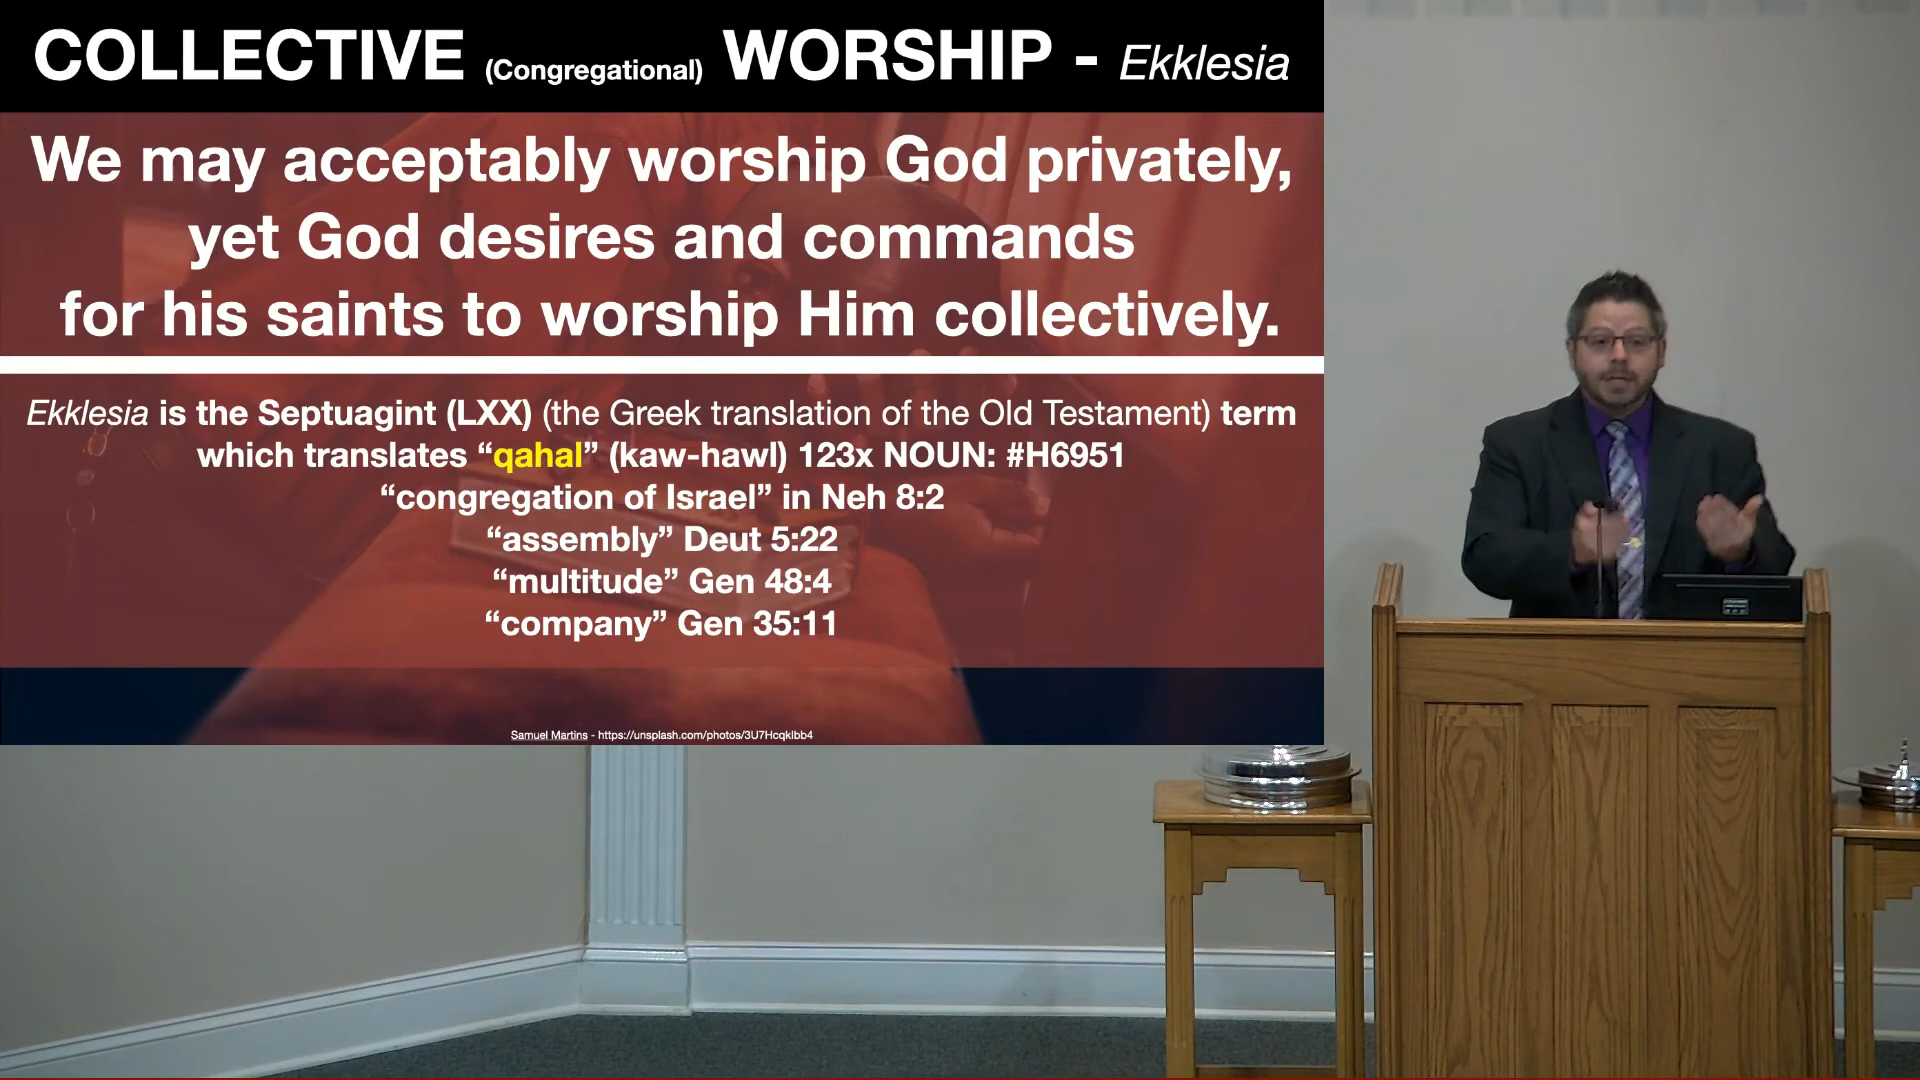 COLLECTIVE (Congregational) WORSHIP - Ekklesia
We may acceptably worship God privately,
yet God desires and commands
for his saints to worship Him collectively.
Ekklesia is the Septuagint (LXX) (the Greek translation of the Old Testament) term
which translates “qahal” (kaw-hawl) 123x NOUN: #H6951
“congregation of Israel” in Neh 8:2
“assembly” Deut 5:22
“multitude” Gen 48:4
“company” Gen 35:11
Samuel Martins - https://unsplash.com/photos/3U7Hcqklbb4